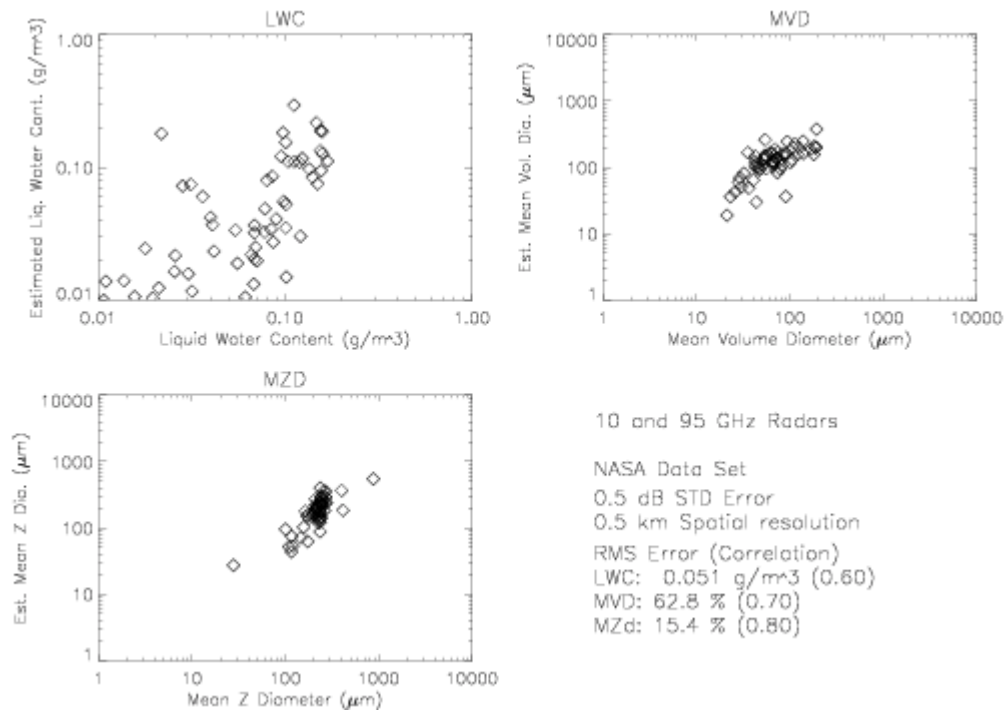 LWC
1.00
0.10
0.01
Estimated Liq. Water Cont. (g/m^3)
0.01
0.10
1.00
Liquid Water Content (g/m^3)
MVD
10000
1000
100
10
1
Est. Mean Vol. Dia. (μm)
1
10
100
1000
10000
Mean Volume Diameter (μm)
MZD
10000
1000
100
10
1
Est. Mean Z Dia. (μm)
1
10
100
1000
10000
Mean Z Diameter (μm)
10 and 95 GHz Radars
NASA Data Set
0.5 dB STD Error
0.5 km Spatial resolution
RMS Error (Correlation)
LWC: 0.051 g/m^3 (0.60)
MVD: 62.8 % (0.70)
MZd: 15.4 % (0.80)